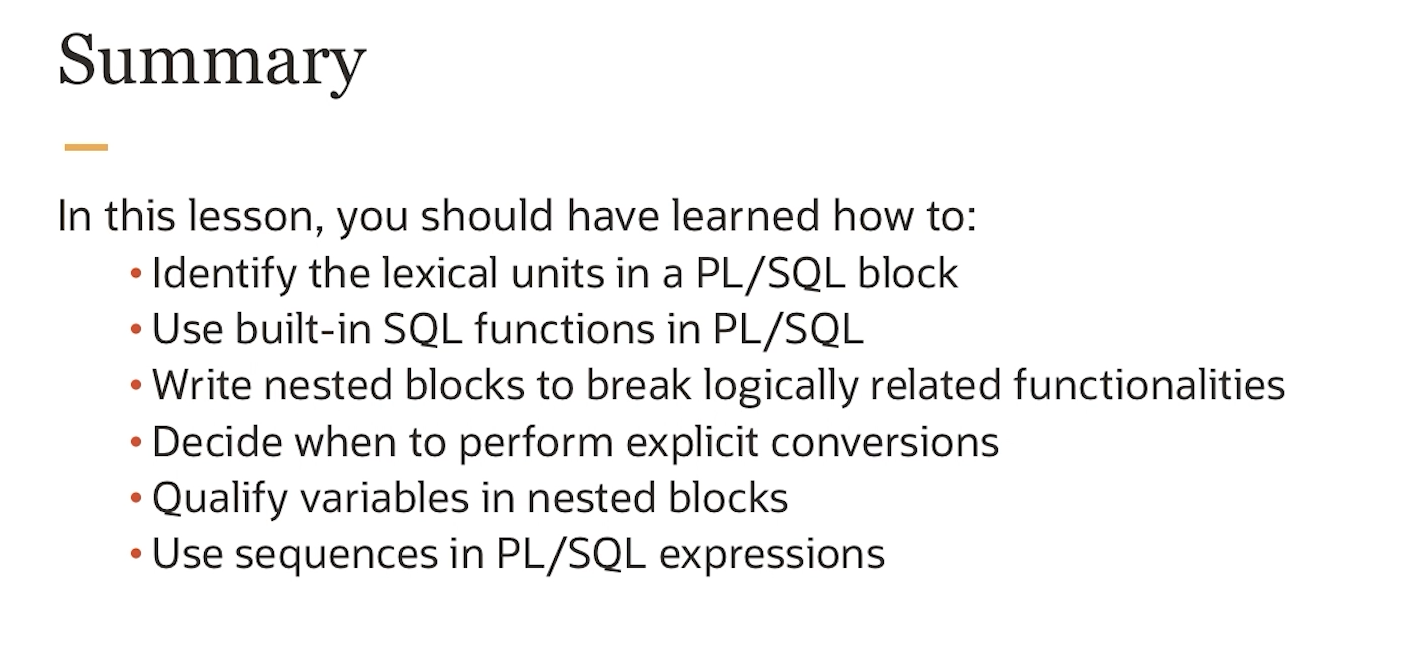 Summary
In this lesson, you should have learned how to:
• Identify the lexical units in a PL/SQL block
• Use built-in SQL functions in PL/SQL
• Write nested blocks to break logically related functionalities
• Decide when to perform explicit conversions
• Qualify variables in nested blocks
• Use sequences in PL/SQL expressions